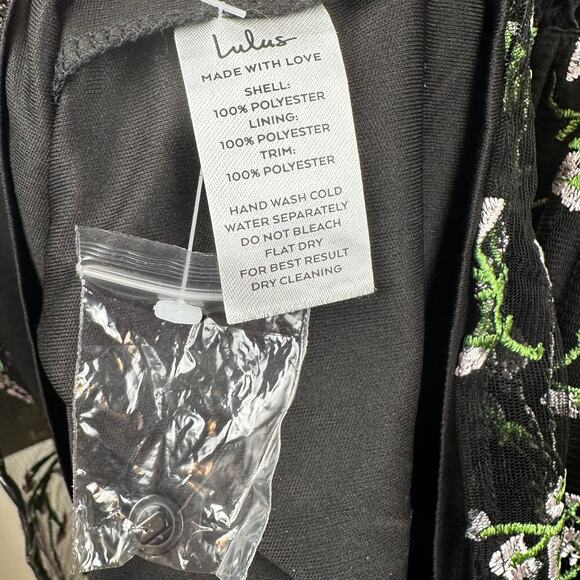 Lulus
MADE WITH LOVE
SHELL:
100% POLYESTER
LINING:
100% POLYESTER
TRIM:
100% POLYESTER
HAND WASH COLD
WATER SEPARATELY
DO NOT BLEACH
FLAT DRY
FOR BEST RESULT
DRY CLEANING